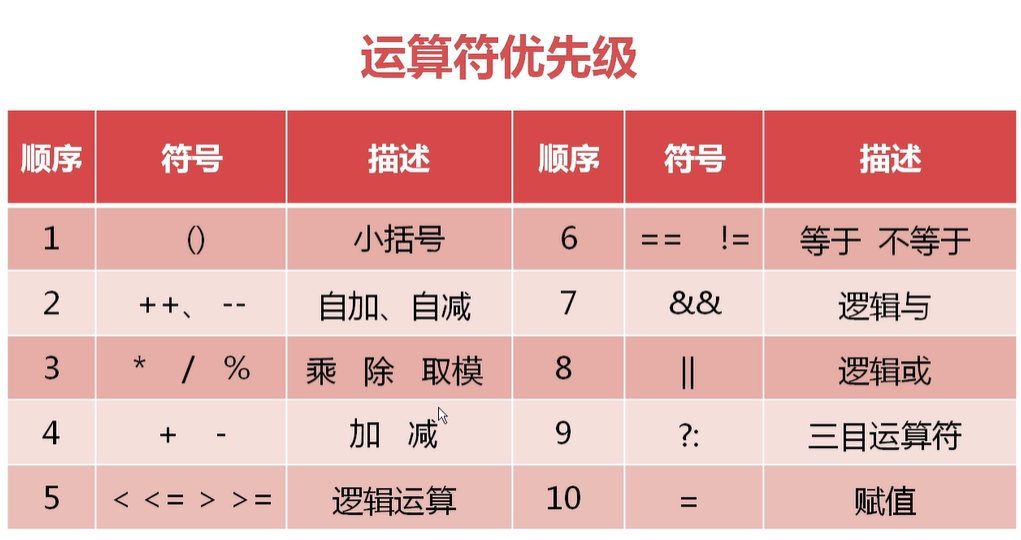 运算符优先级
顺序 符号 描述 顺序 符号 描述
1 () 小括号 6 == != 等于 不等于
2 ++、 -- 自加、自减 7 && 逻辑与
3 * / % 乘 除 取模 8 || 逻辑或
4 + - 加 减 9 ?: 三目运算符
5 < <= > >= 逻辑运算 10 = 赋值